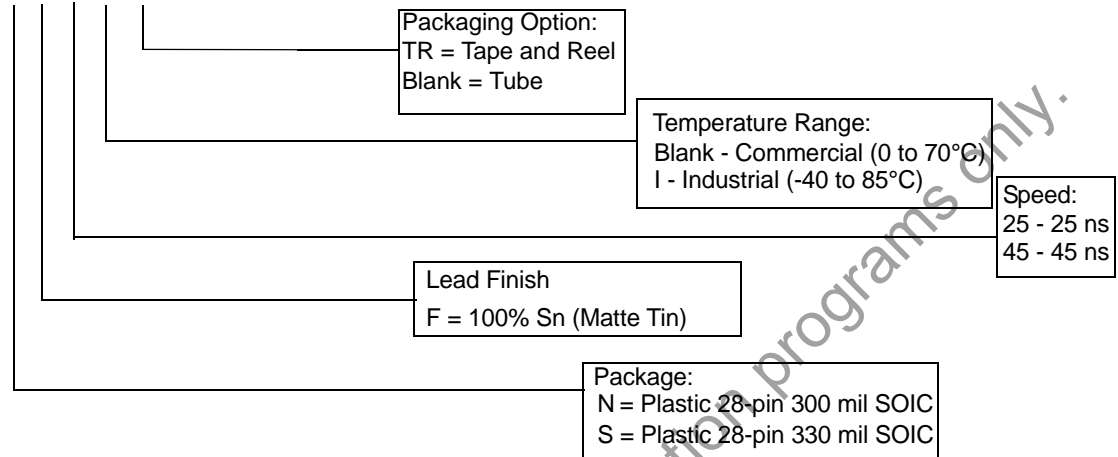 Packaging Option:
TR = Tape and Reel
Blank = Tube
Temperature Range:
Blank - Commercial (0 to 70°C)
I - Industrial (-40 to 85°C)
Speed:
25 - 25 ns
45 - 45 ns
Lead Finish
F = 100% Sn (Matte Tin)
Package:
N = Plastic 28-pin 300 mil SOIC
S = Plastic 28-pin 330 mil SOIC
programs only.